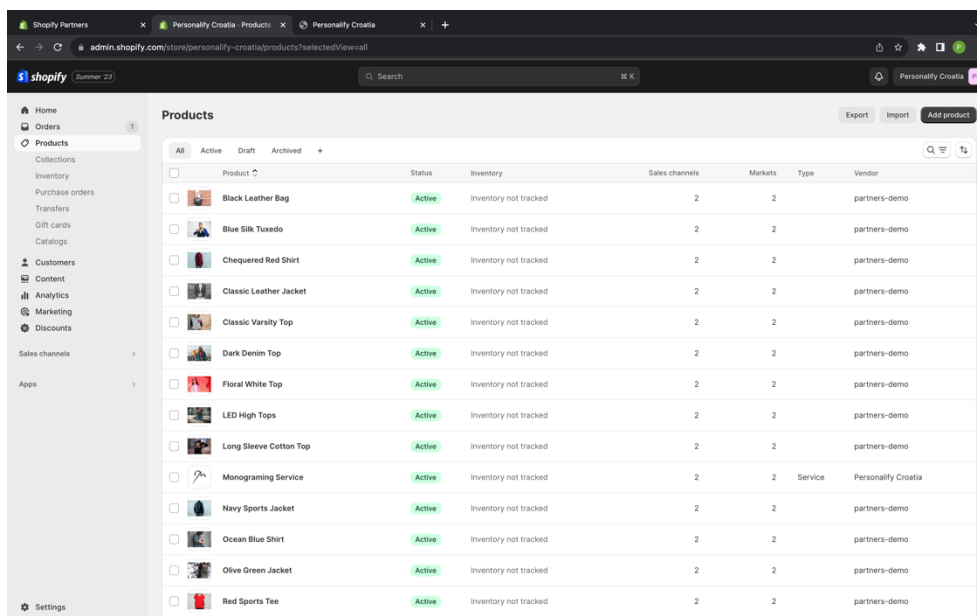 Shopify Partners
Personalify Croatia · Products
Personalify Croatia
admin.shopify.com/store/personalify-croatia/products?selectedView=all
shopify Summer '23
Search
⌘ K
Personalify Croatia
Home
Orders 1
Products
Collections
Inventory
Purchase orders
Transfers
Gift cards
Catalogs
Customers
Content
Analytics
Marketing
Discounts
Sales channels
Apps
Settings
Products
Export Import Add product
All Active Draft Archived +
Product Status Inventory Sales channels Markets Type Vendor
Black Leather Bag Active Inventory not tracked 2 2 partners-demo
Blue Silk Tuxedo Active Inventory not tracked 2 2 partners-demo
Chequered Red Shirt Active Inventory not tracked 2 2 partners-demo
Classic Leather Jacket Active Inventory not tracked 2 2 partners-demo
Classic Varsity Top Active Inventory not tracked 2 2 partners-demo
Dark Denim Top Active Inventory not tracked 2 2 partners-demo
Floral White Top Active Inventory not tracked 2 2 partners-demo
LED High Tops Active Inventory not tracked 2 2 partners-demo
Long Sleeve Cotton Top Active Inventory not tracked 2 2 partners-demo
Monograming Service Active Inventory not tracked 2 2 Service Personalify Croatia
Navy Sports Jacket Active Inventory not tracked 2 2 partners-demo
Ocean Blue Shirt Active Inventory not tracked 2 2 partners-demo
Olive Green Jacket Active Inventory not tracked 2 2 partners-demo
Red Sports Tee Active Inventory not tracked 2 2 partners-demo